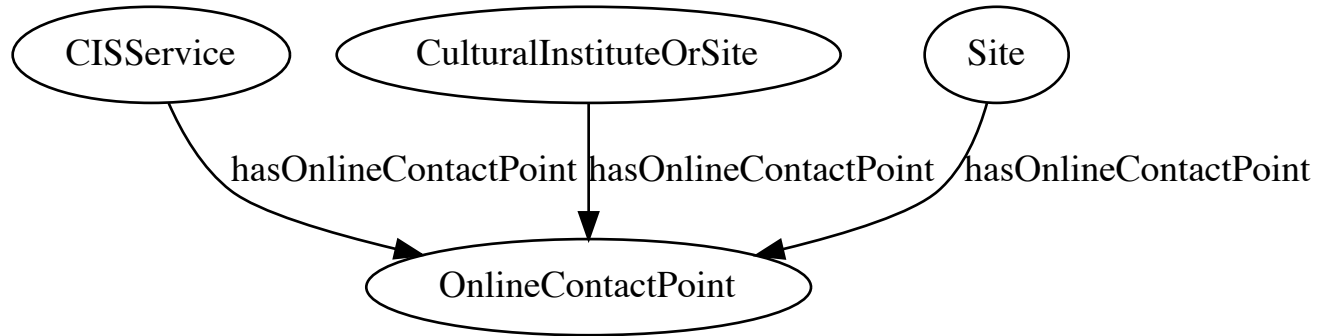 CISService
CulturalInstituteOrSite
Site
hasOnlineContactPoint
hasOnlineContactPoint
hasOnlineContactPoint
OnlineContactPoint